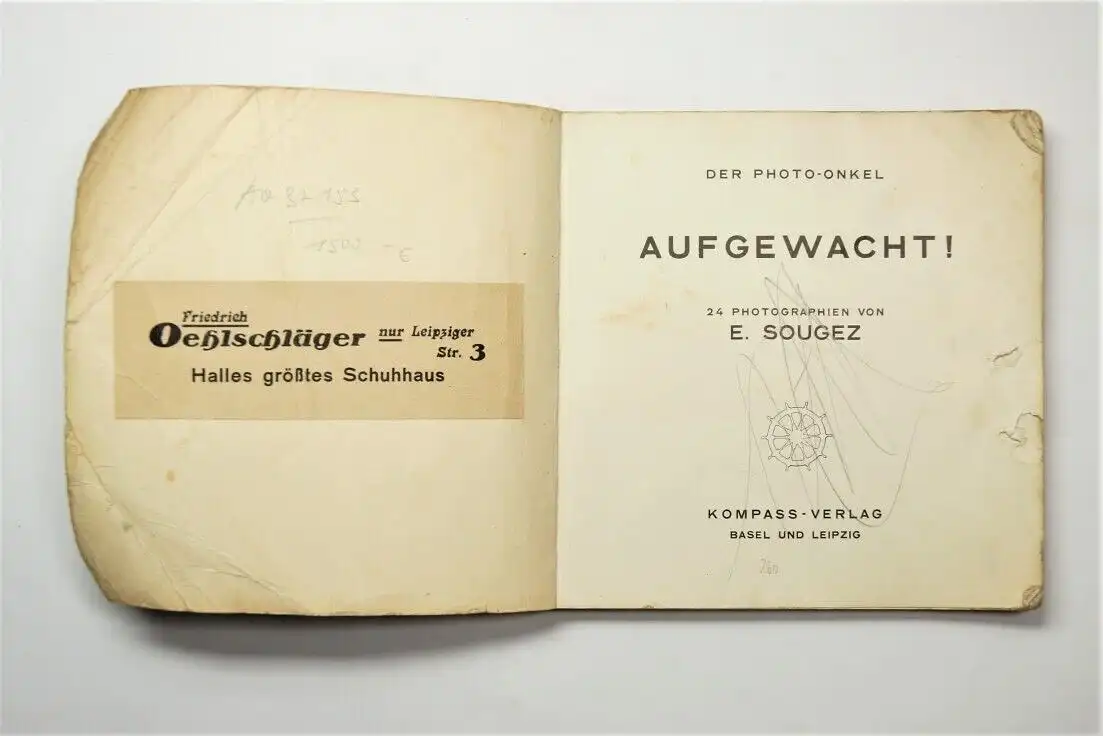 Friedrich
Oehlschläger nur Leipziger
Str. 3
Halles größtes Schuhhaus
DER PHOTO-ONKEL
AUFGEWACHT!
24 PHOTOGRAPHIEN VON
E. SOUGEZ
KOMPASS-VERLAG
BASEL UND LEIPZIG